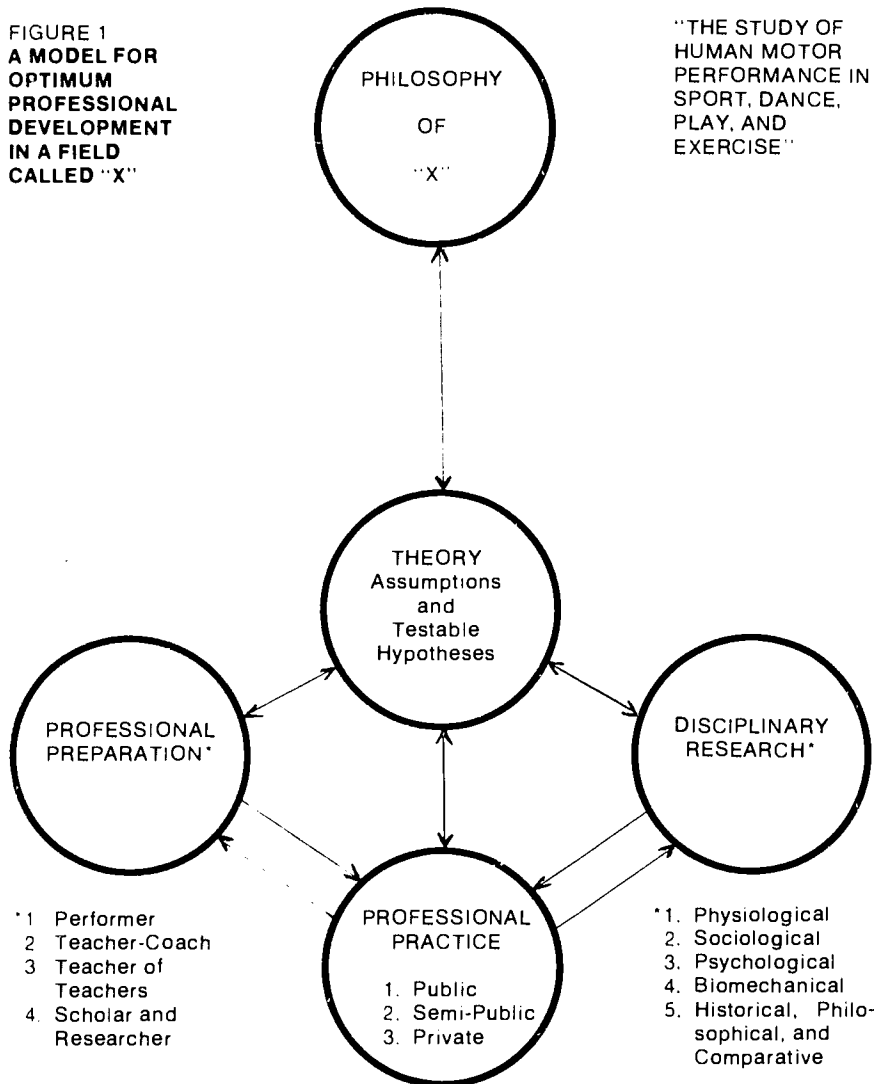 FIGURE 1
A MODEL FOR
OPTIMUM
PROFESSIONAL
DEVELOPMENT
IN A FIELD
CALLED "X"
PHILOSOPHY
OF
"X"
"THE STUDY OF
HUMAN MOTOR
PERFORMANCE IN
SPORT, DANCE,
PLAY, AND
EXERCISE"
THEORY
Assumptions
and
Testable
Hypotheses
PROFESSIONAL
PREPARATION*
DISCIPLINARY
RESEARCH*
PROFESSIONAL
PRACTICE
1. Public
2. Semi-Public
3. Private
*1 Performer
2 Teacher-Coach
3 Teacher of
Teachers
4. Scholar and
Researcher
*1. Physiological
2. Sociological
3. Psychological
4. Biomechanical
5. Historical, Philo-
sophical, and
Comparative